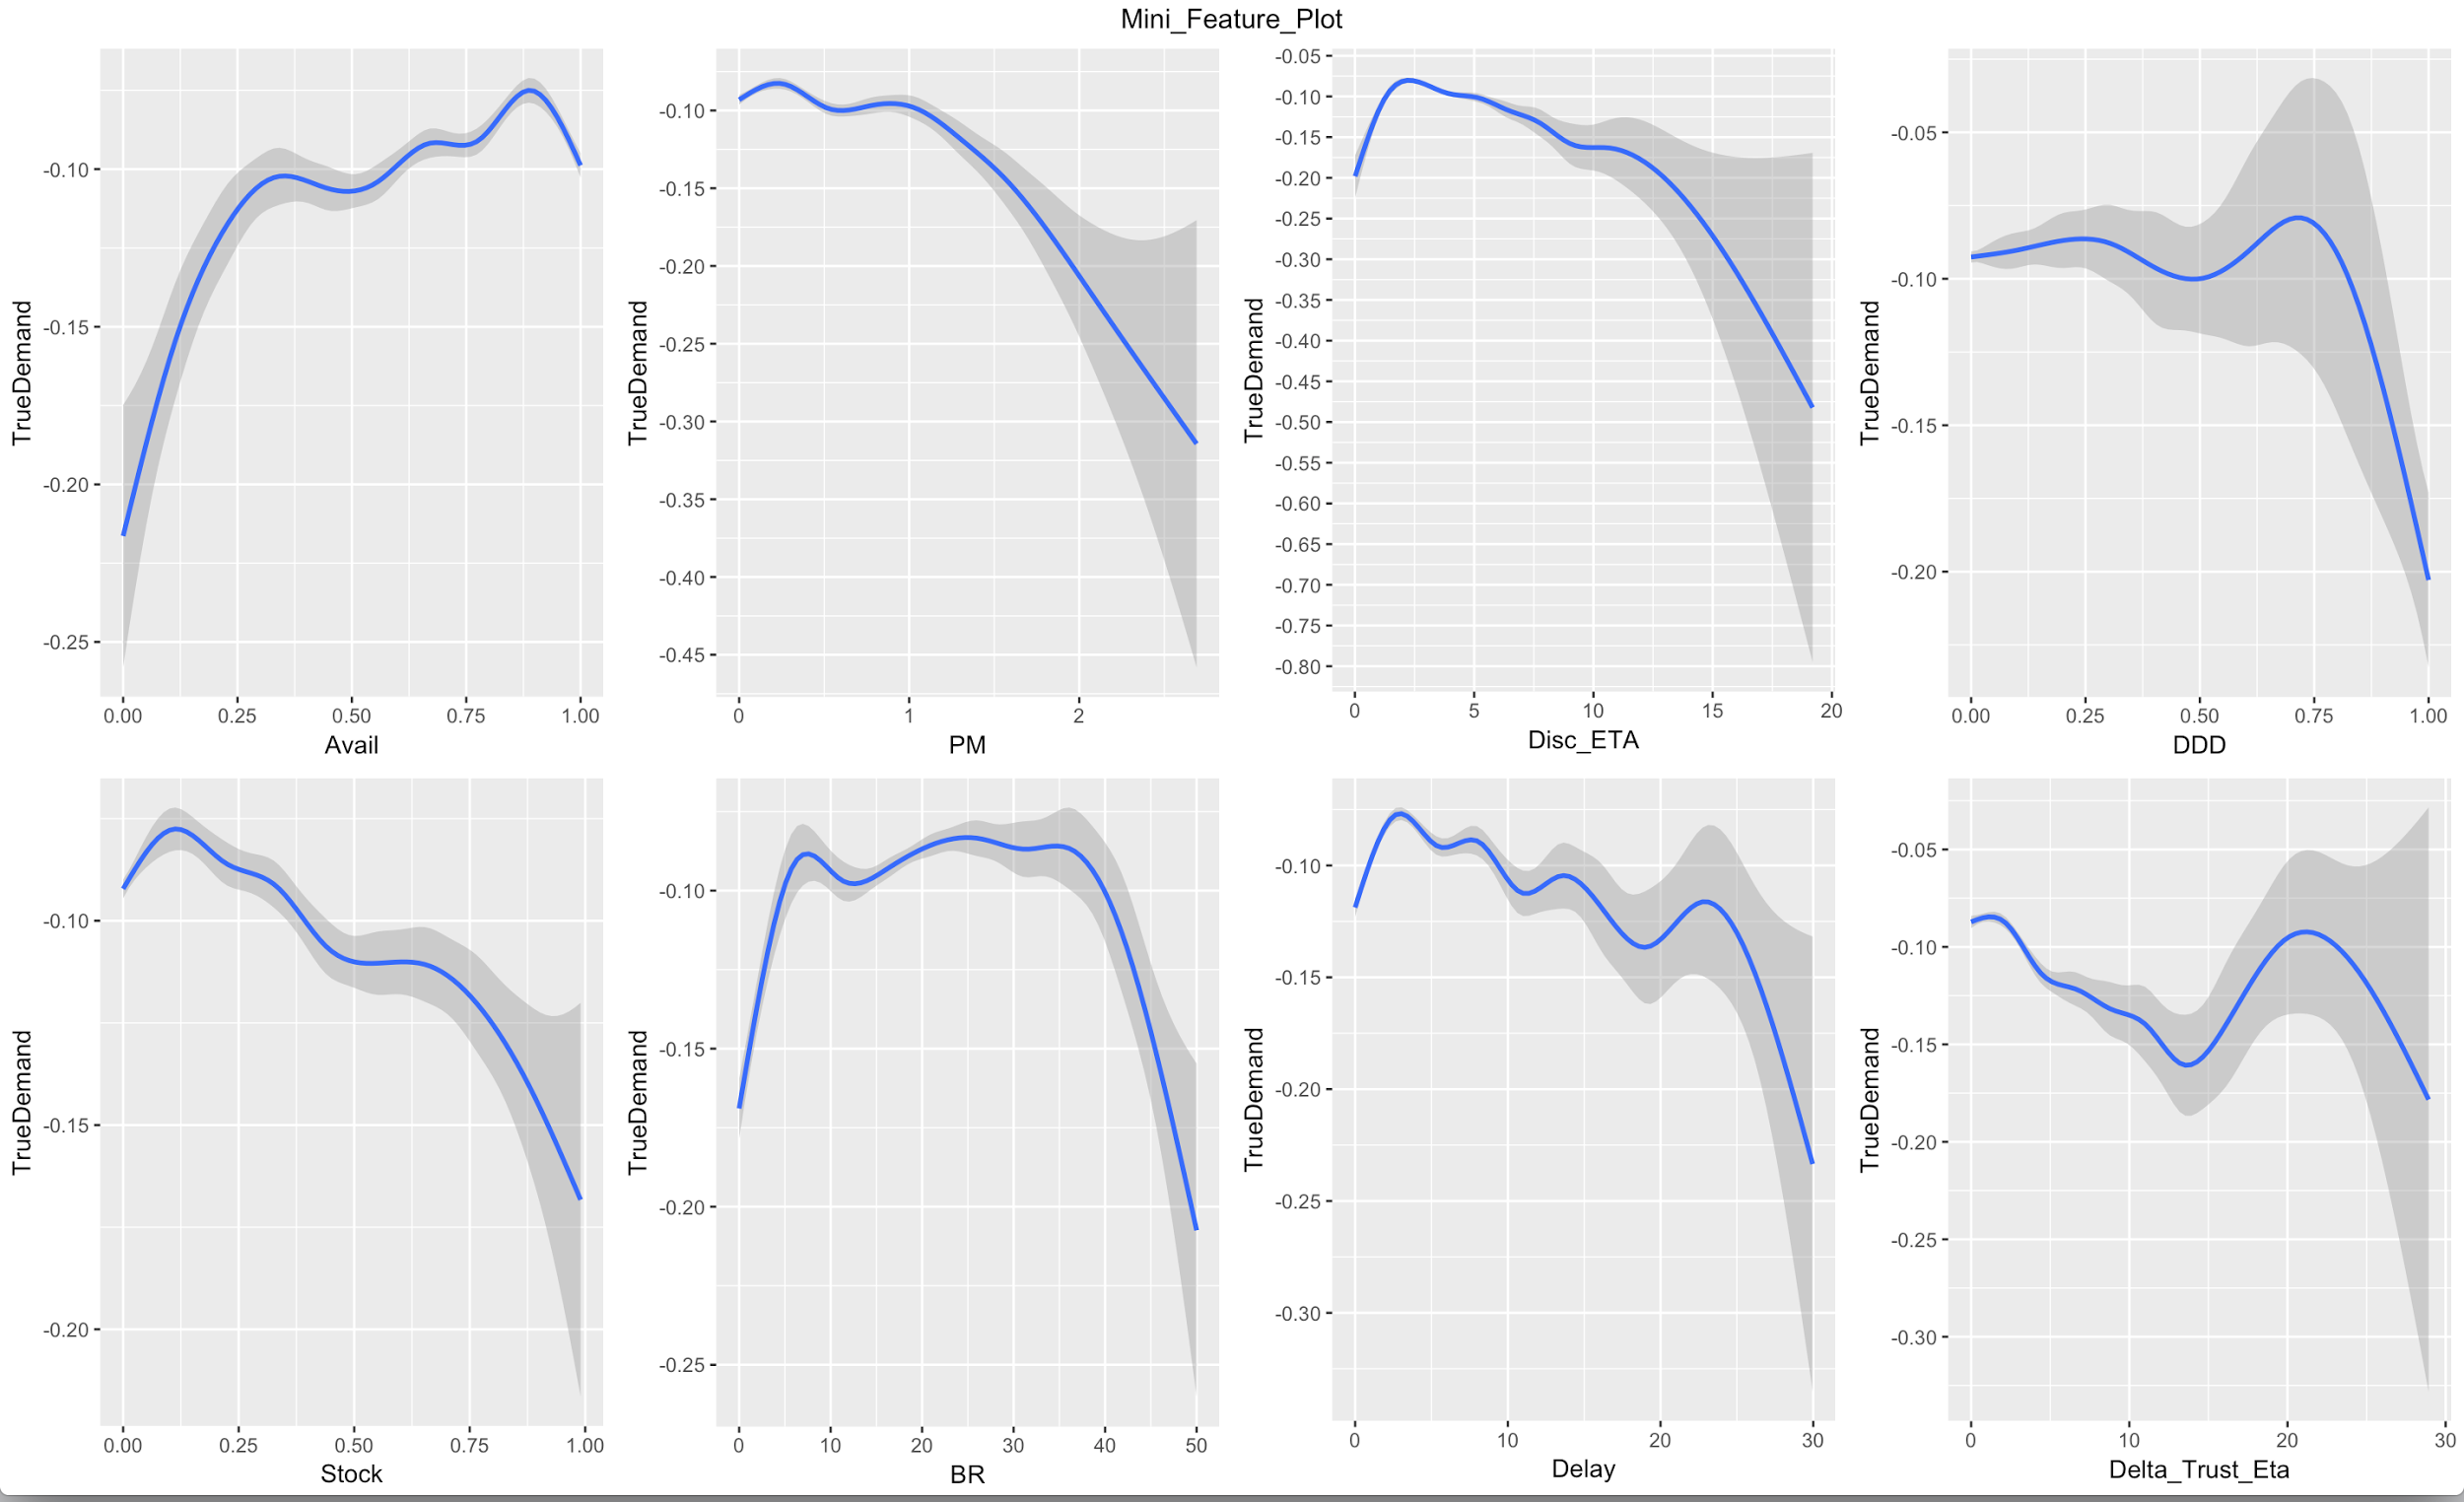 Mini_Feature_Plot
TrueDemand
-0.10
-0.15
-0.20
-0.25
0.00 0.25 0.50 0.75 1.00
Avail
TrueDemand
-0.10
-0.15
-0.20
-0.25
-0.30
-0.35
-0.40
-0.45
0 1 2
PM
TrueDemand
-0.05
-0.10
-0.15
-0.20
-0.25
-0.30
-0.35
-0.40
-0.45
-0.50
-0.55
-0.60
-0.65
-0.70
-0.75
-0.80
0 5 10 15 20
Disc_ETA
TrueDemand
-0.05
-0.10
-0.15
-0.20
0.00 0.25 0.50 0.75 1.00
DDD
TrueDemand
-0.10
-0.15
-0.20
0.00 0.25 0.50 0.75 1.00
Stock
TrueDemand
-0.10
-0.15
-0.20
-0.25
0 10 20 30 40 50
BR
TrueDemand
-0.10
-0.15
-0.20
-0.25
-0.30
0 10 20 30
Delay
TrueDemand
-0.05
-0.10
-0.15
-0.20
-0.25
-0.30
0 10 20 30
Delta_Trust_Eta